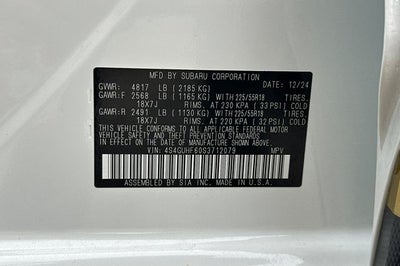 MFD BY SUBARU CORPORATION DATE: 12/24
GVWR: 4817 LB (2185 KG)
GAWR:F 2568 LB (1165 KG) WITH 225/55R18 TIRES,
18X7J RIMS AT 230 KPA (33 PSI) COLD
GAWR:R 2491 LB (1130 KG) WITH 225/55R18 TIRES,
18X7J RIMS AT 220 KPA (32 PSI) COLD
THIS VEHICLE CONFORMS TO ALL APPLICABLE FEDERAL
MOTOR VEHICLE SAFETY, BUMPER, AND THEFT PREVENTION
STANDARDS IN EFFECT ON THE DATE OF MANUFACTURE
SHOWN ABOVE.
VIN: 4S4GUHF60S3712079 MPV
ASSEMBLED BY SIA INC. MADE IN U.S.A.